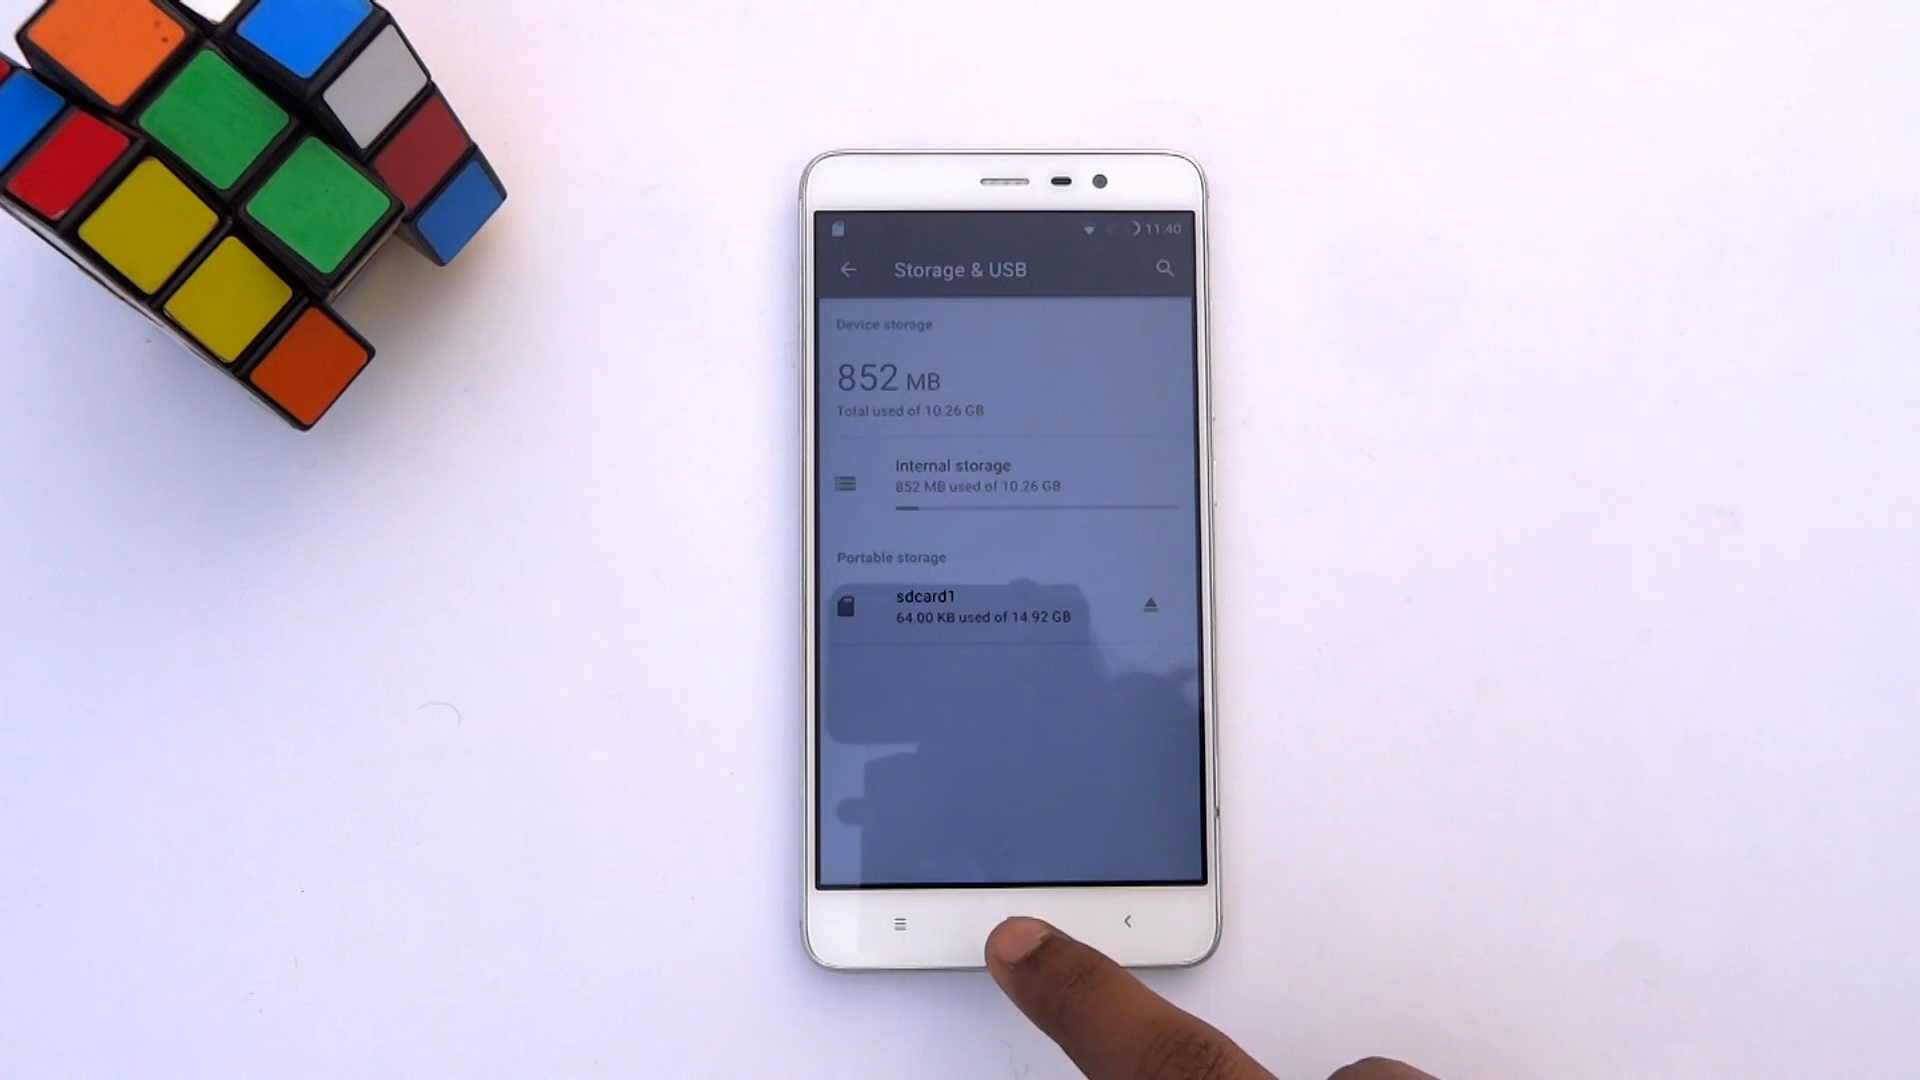 11:40
Storage & USB
Device storage
852 MB
Total used of 10.26 GB
Internal storage
852 MB used of 10.26 GB
Portable storage
sdcard1
64.00 KB used of 14.92 GB